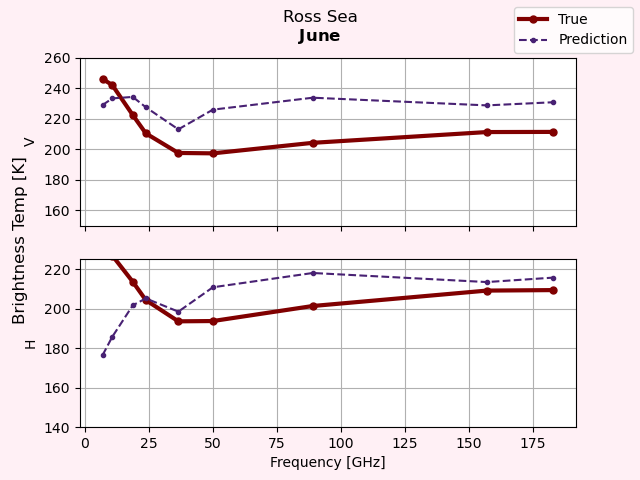 Ross Sea
June
True
Prediction
Brightness Temp [K]
V
260
240
220
200
180
160
H
220
200
180
160
140
0 25 50 75 100 125 150 175
Frequency [GHz]